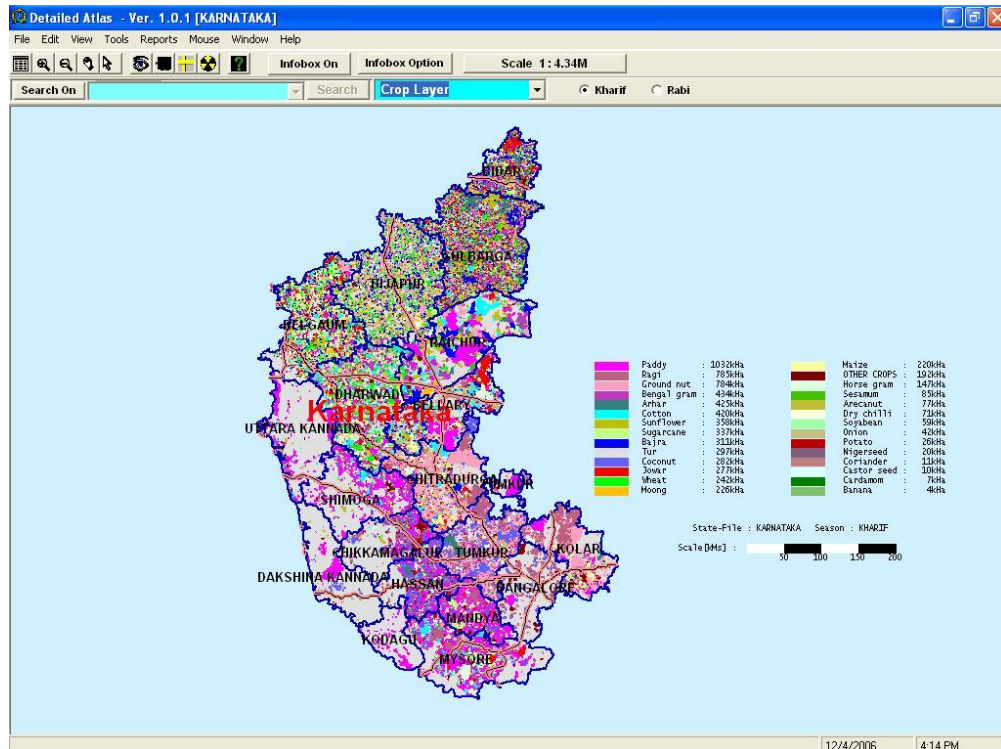 Detailed Atlas - Ver. 1.0.1 [KARNATAKA]
File Edit View Tools Reports Mouse Window Help
Infobox On Infobox Option Scale 1 : 4.34M
Search On Search Crop Layer Kharif Rabi
BIDAR
GULBARGA
BIJAPUR
BELGAUM
RAICHUR
DHARWAD
BELLARY
Karnataka
UTTARA KANNADA
CHITRADURGA
TUMKUR
SHIMOGA
CHIKKAMAGALUR TUMKUR KOLAR
DAKSHINA KANNADA HASSAN BANGALORE
MANDYA
KODAGU
MYSORE
Paddy : 1032kHa Maize : 220kHa
Ragi : 785kHa OTHER CROPS : 192kHa
Ground nut : 784kHa Horse gram : 147kHa
Bengal gram : 434kHa Sesamum : 85kHa
Arhar : 425kHa Arecanut : 77kHa
Cotton : 420kHa Dry chilli : 71kHa
Sunflower : 358kHa Soyabean : 59kHa
Sugarcane : 337kHa Onion : 42kHa
Bajra : 311kHa Potato : 26kHa
Tur : 297kHa Nigerseed : 20kHa
Coconut : 282kHa Coriander : 11kHa
Jowar : 277kHa Castor seed : 10kHa
Wheat : 242kHa Cardamom : 7kHa
Moong : 226kHa Banana : 4kHa
State-File : KARNATAKA Season : KHARIF
Scale[kMs] :
50 100 150 200
12/4/2006 4:14 PM